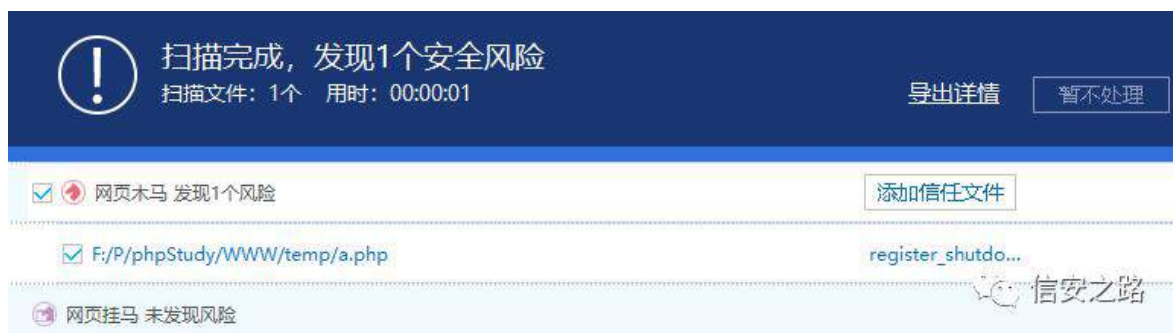 扫描完成，发现1个安全风险
扫描文件：1个 用时：00:00:01
导出详情 暂不处理
网页木马 发现1个风险 添加信任文件
F:/P/phpStudy/WWW/temp/a.php register_shutdo...
信安之路
网页挂马 未发现风险